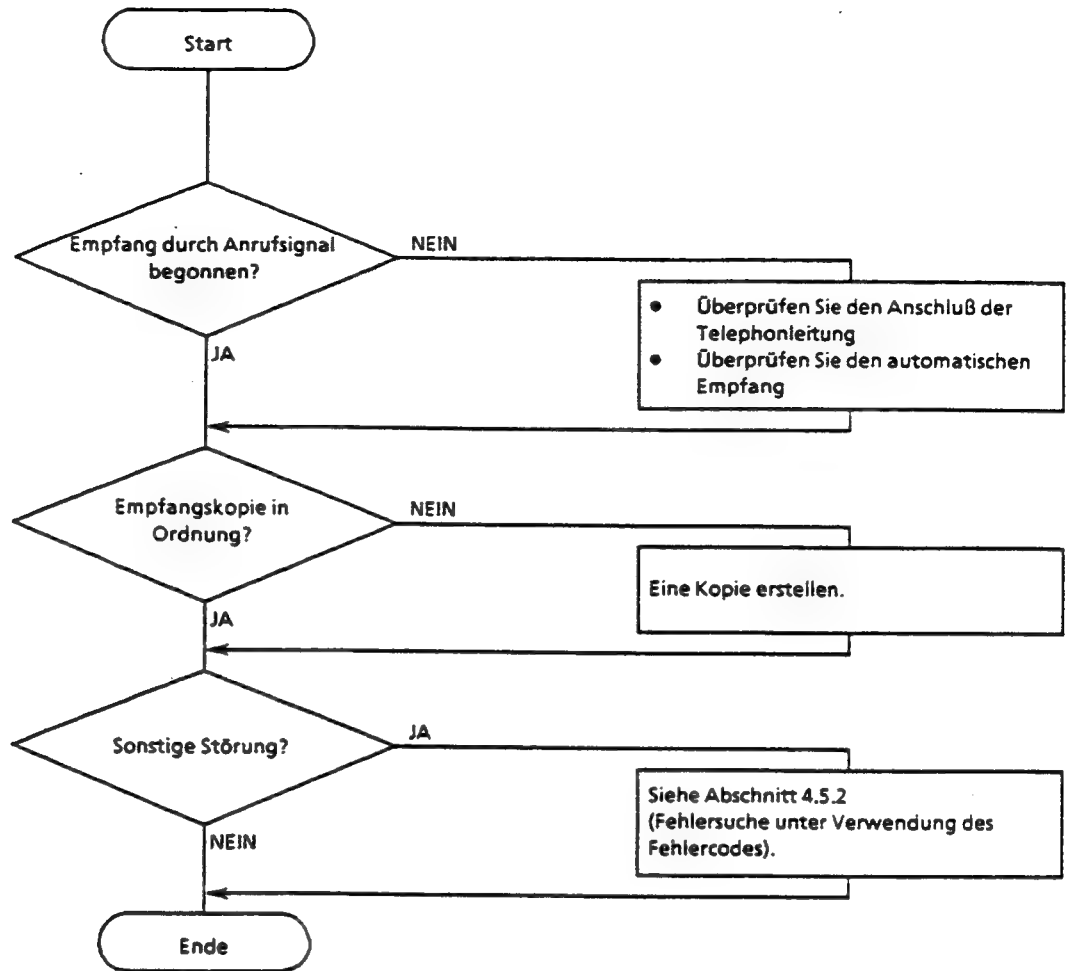 Start
Empfang durch Anrufsignal
begonnen?
NEIN
● Überprüfen Sie den Anschluß der
Telephonleitung
● Überprüfen Sie den automatischen
Empfang
JA
Empfangskopie in
Ordnung?
NEIN
Eine Kopie erstellen.
JA
Sonstige Störung?
JA
Siehe Abschnitt 4.5.2
(Fehlersuche unter Verwendung des
Fehlercodes).
NEIN
Ende